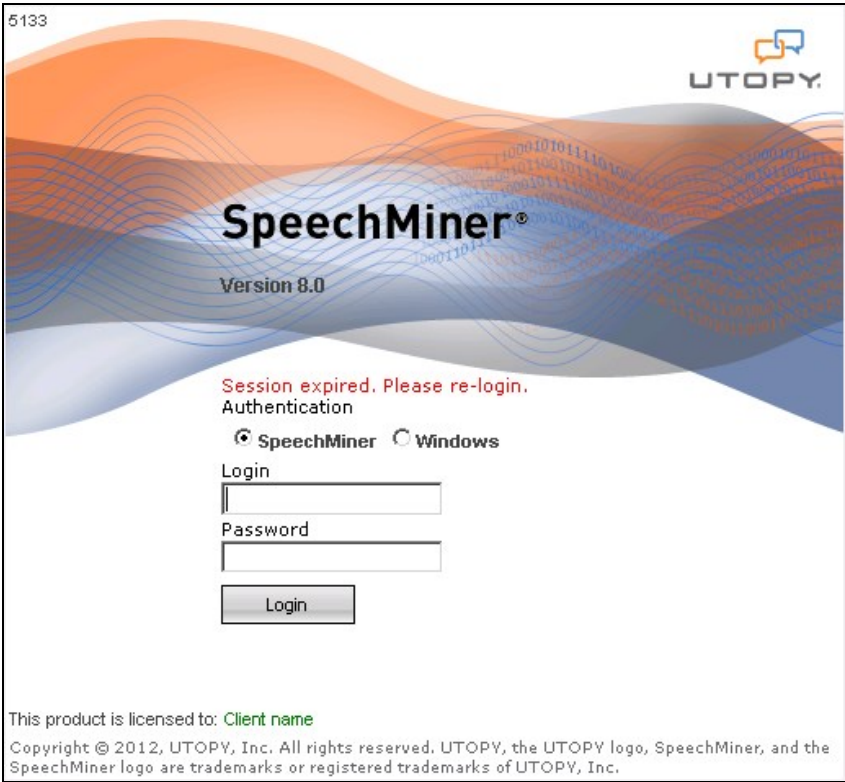 5133
UTOPY.
SpeechMiner®
Version 8.0
Session expired. Please re-login.
Authentication
SpeechMiner Windows
Login
Password
Login
This product is licensed to: Client name
Copyright © 2012, UTOPY, Inc. All rights reserved. UTOPY, the UTOPY logo, SpeechMiner, and the
SpeechMiner logo are trademarks or registered trademarks of UTOPY, Inc.